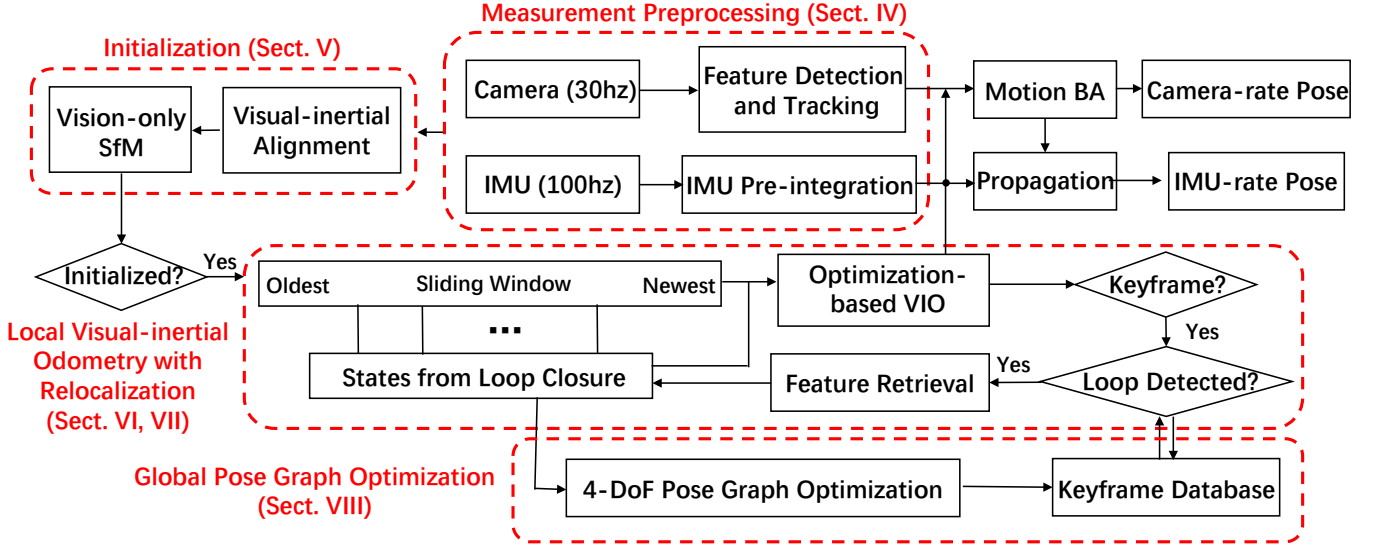 Measurement Preprocessing (Sect. IV)
Initialization (Sect. V)
Camera (30hz)
Feature Detection
and Tracking
Motion BA
Camera-rate Pose
Vision-only
SfM
Visual-inertial
Alignment
IMU (100hz)
IMU Pre-integration
Propagation
IMU-rate Pose
Initialized?
Yes
Oldest
Sliding Window
Newest
Optimization-
based VIO
Keyframe?
...
Yes
Local Visual-inertial
Odometry with
Relocalization
(Sect. VI, VII)
States from Loop Closure
Feature Retrieval
Yes
Loop Detected?
Global Pose Graph Optimization
(Sect. VIII)
4-DoF Pose Graph Optimization
Keyframe Database